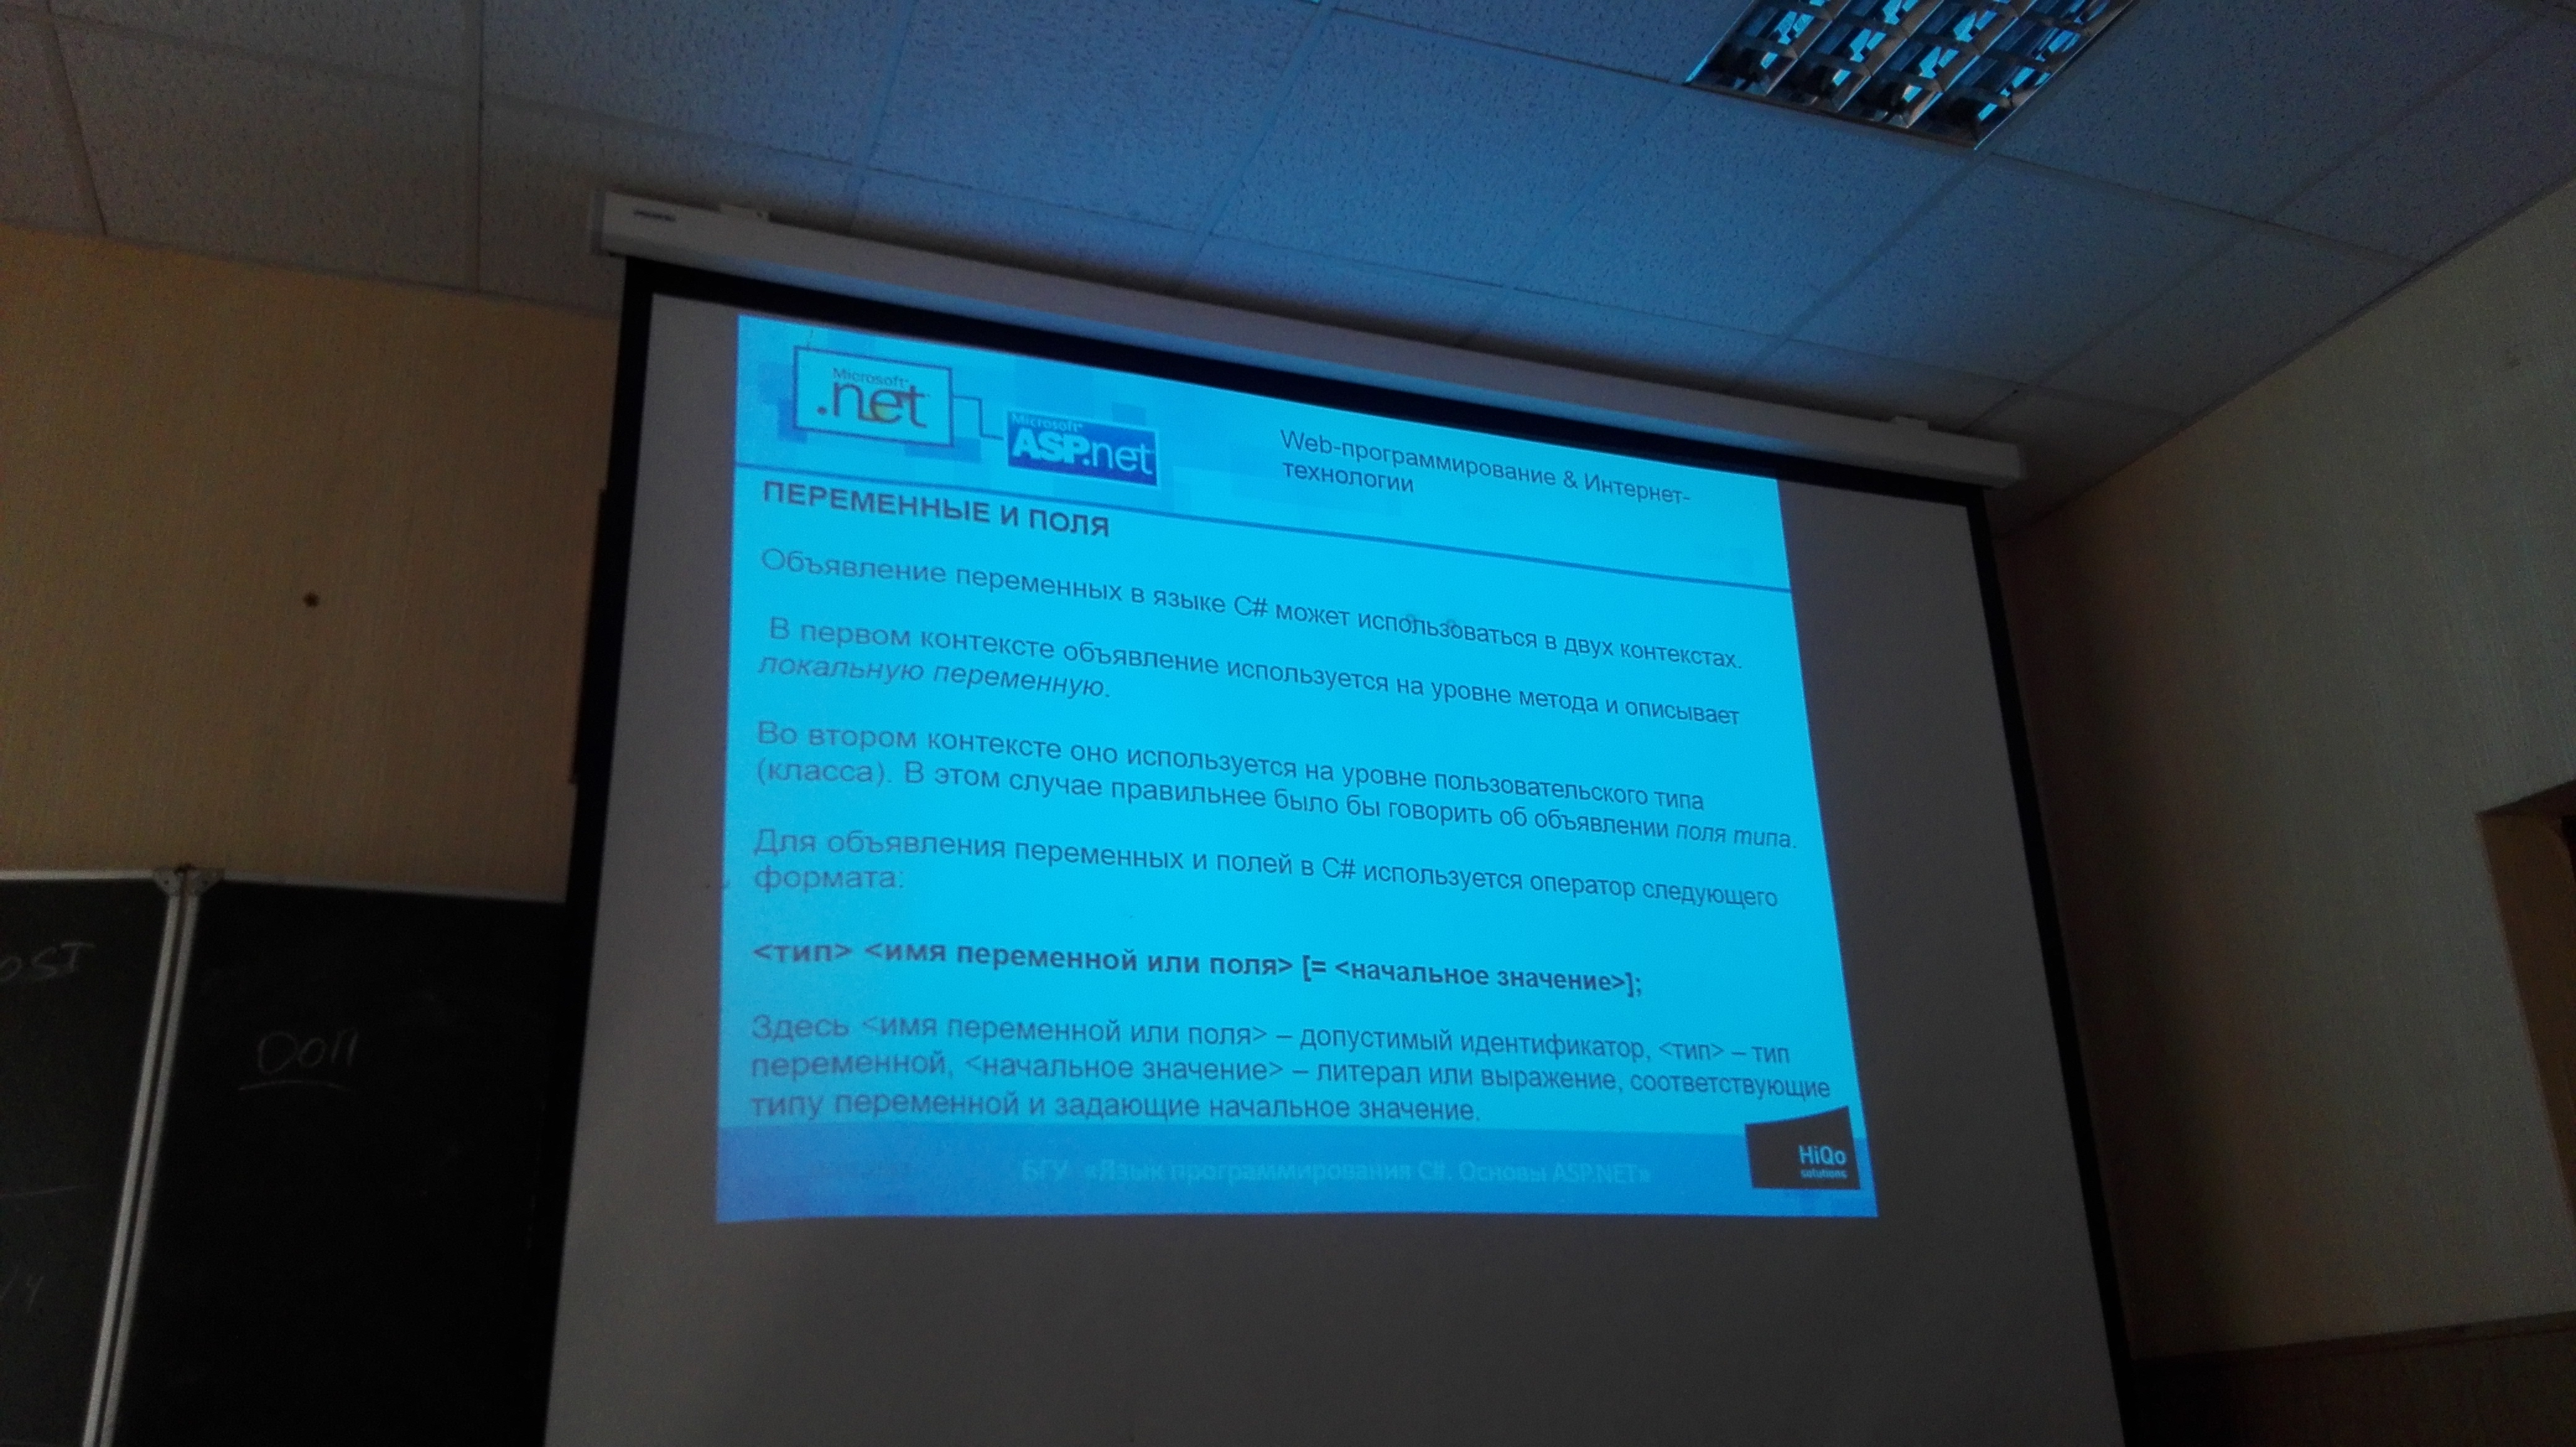 Microsoft
.net
Microsoft
ASP.net
Web-программирование & Интернет-
технологии
ПЕРЕМЕННЫЕ И ПОЛЯ
Объявление переменных в языке C# может использоваться в двух контекстах.
В первом контексте объявление используется на уровне метода и описывает
локальную переменную.
Во втором контексте оно используется на уровне пользовательского типа
(класса). В этом случае правильнее было бы говорить об объявлении поля типа.
Для объявления переменных и полей в C# используется оператор следующего
формата:
<тип> <имя переменной или поля> [= <начальное значение>];
Здесь <имя переменной или поля> – допустимый идентификатор, <тип> – тип
переменной, <начальное значение> – литерал или выражение, соответствующие
типу переменной и задающие начальное значение.
БГУ «Язык программирования C#. Основы ASP.NET»
HiQo
solutions
ООП